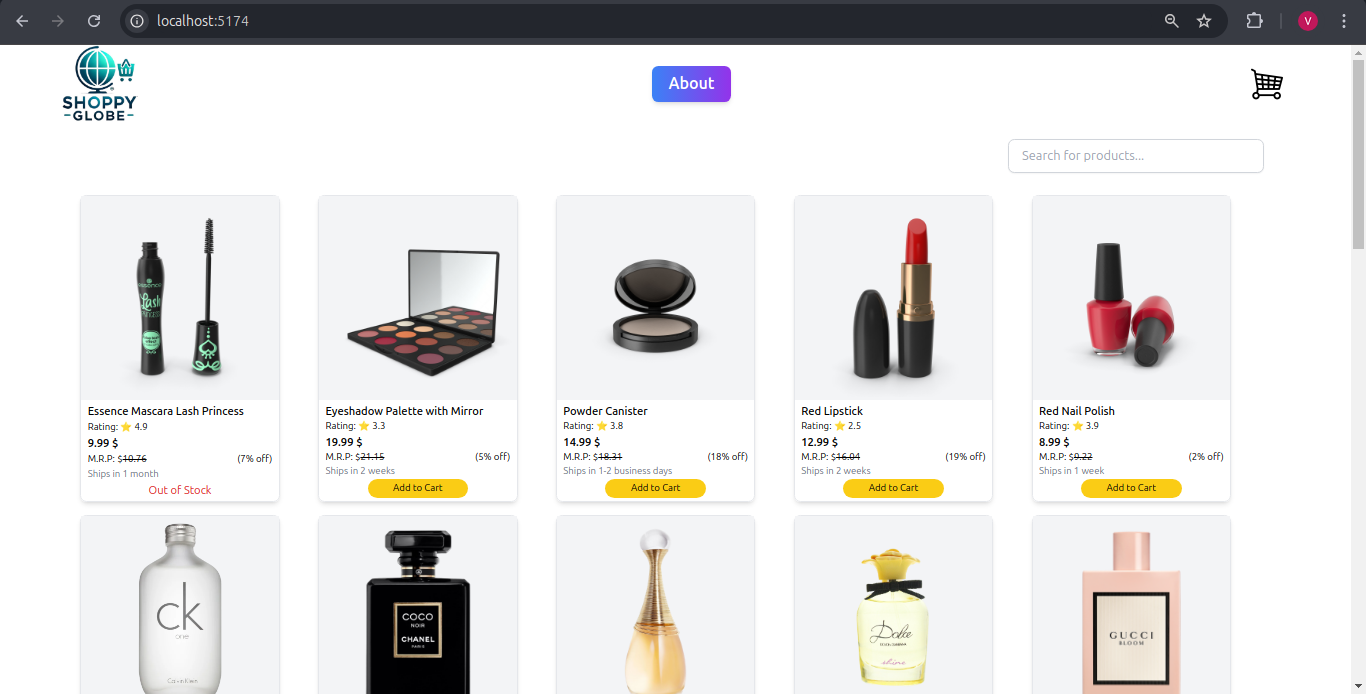 localhost:5174
V
SHOPPY
-GLOBE-
About
Search for products...
essence
Lash
PRINCESS
Essence Mascara Lash Princess
Rating: ⭐ 4.9
9.99 $
M.R.P: $10.76 (7% off)
Ships in 1 month
Out of Stock
Eyeshadow Palette with Mirror
Rating: ⭐ 3.3
19.99 $
M.R.P: $21.15 (5% off)
Ships in 2 weeks
Add to Cart
Powder Canister
Rating: ⭐ 3.8
14.99 $
M.R.P: $18.31 (18% off)
Ships in 1-2 business days
Add to Cart
Red Lipstick
Rating: ⭐ 2.5
12.99 $
M.R.P: $16.04 (19% off)
Ships in 2 weeks
Add to Cart
Red Nail Polish
Rating: ⭐ 3.9
8.99 $
M.R.P: $9.22 (2% off)
Ships in 1 week
Add to Cart
ck
one
Calvin Klein
COCO
NOIR
CHANEL
PARIS
Dolce
shine
GUCCI
BLOOM